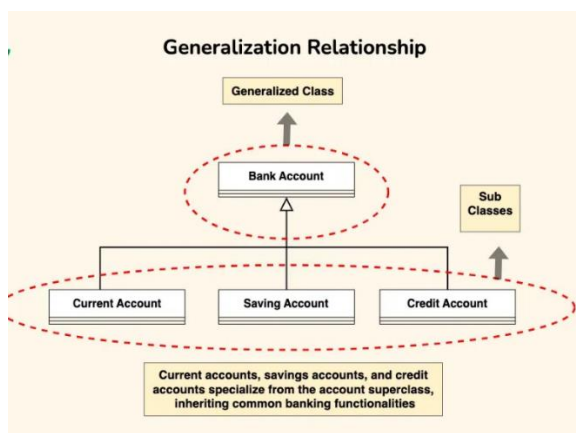 Generalization Relationship
Generalized Class
Bank Account
Sub
Classes
Current Account
Saving Account
Credit Account
Current accounts, savings accounts, and credit
accounts specialize from the account superclass,
inheriting common banking functionalities